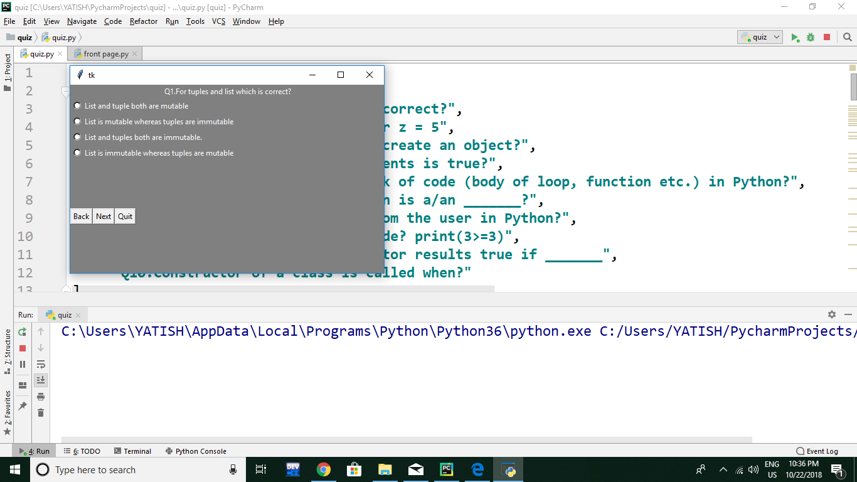 quiz [C:\Users\YATISH\PycharmProjects\quiz] - ...\quiz.py [quiz] - PyCharm
File Edit View Navigate Code Refactor Run Tools VCS Window Help
quiz quiz.py quiz
quiz.py front page.py
1: Project
tk
Q1.For tuples and list which is correct?
List and tuple both are mutable
List is mutable whereas tuples are immutable
List and tuples both are immutable.
List is immutable whereas tuples are mutable
Back Next Quit
1
2
3 correct?",
4 r z = 5",
5 create an object?",
6 ents is true?",
7 k of code (body of loop, function etc.) in Python?",
8 n is a/an _______?",
9 om the user in Python?",
10 de? print(3>=3)",
11 tor results true if _______",
12 "Q10.Constructor of a class is called when?"
13 ]
Run: quiz
C:\Users\YATISH\AppData\Local\Programs\Python\Python36\python.exe C:/Users/YATISH/PycharmProjects/
Z: Structure
2: Favorites
4: Run 6: TODO Terminal Python Console Event Log
Type here to search
DEV
PC
ENG
US
10:36 PM
10/22/2018
1